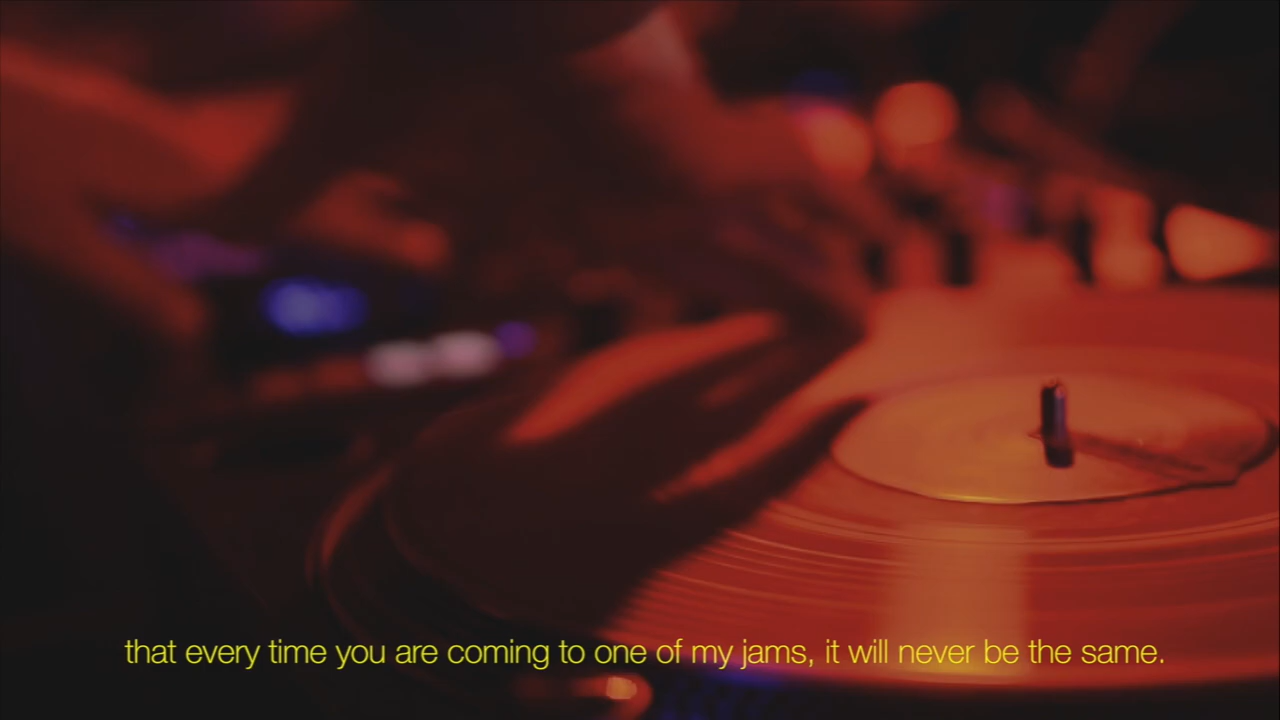 that every time you are coming to one of my jams, it will never be the same.